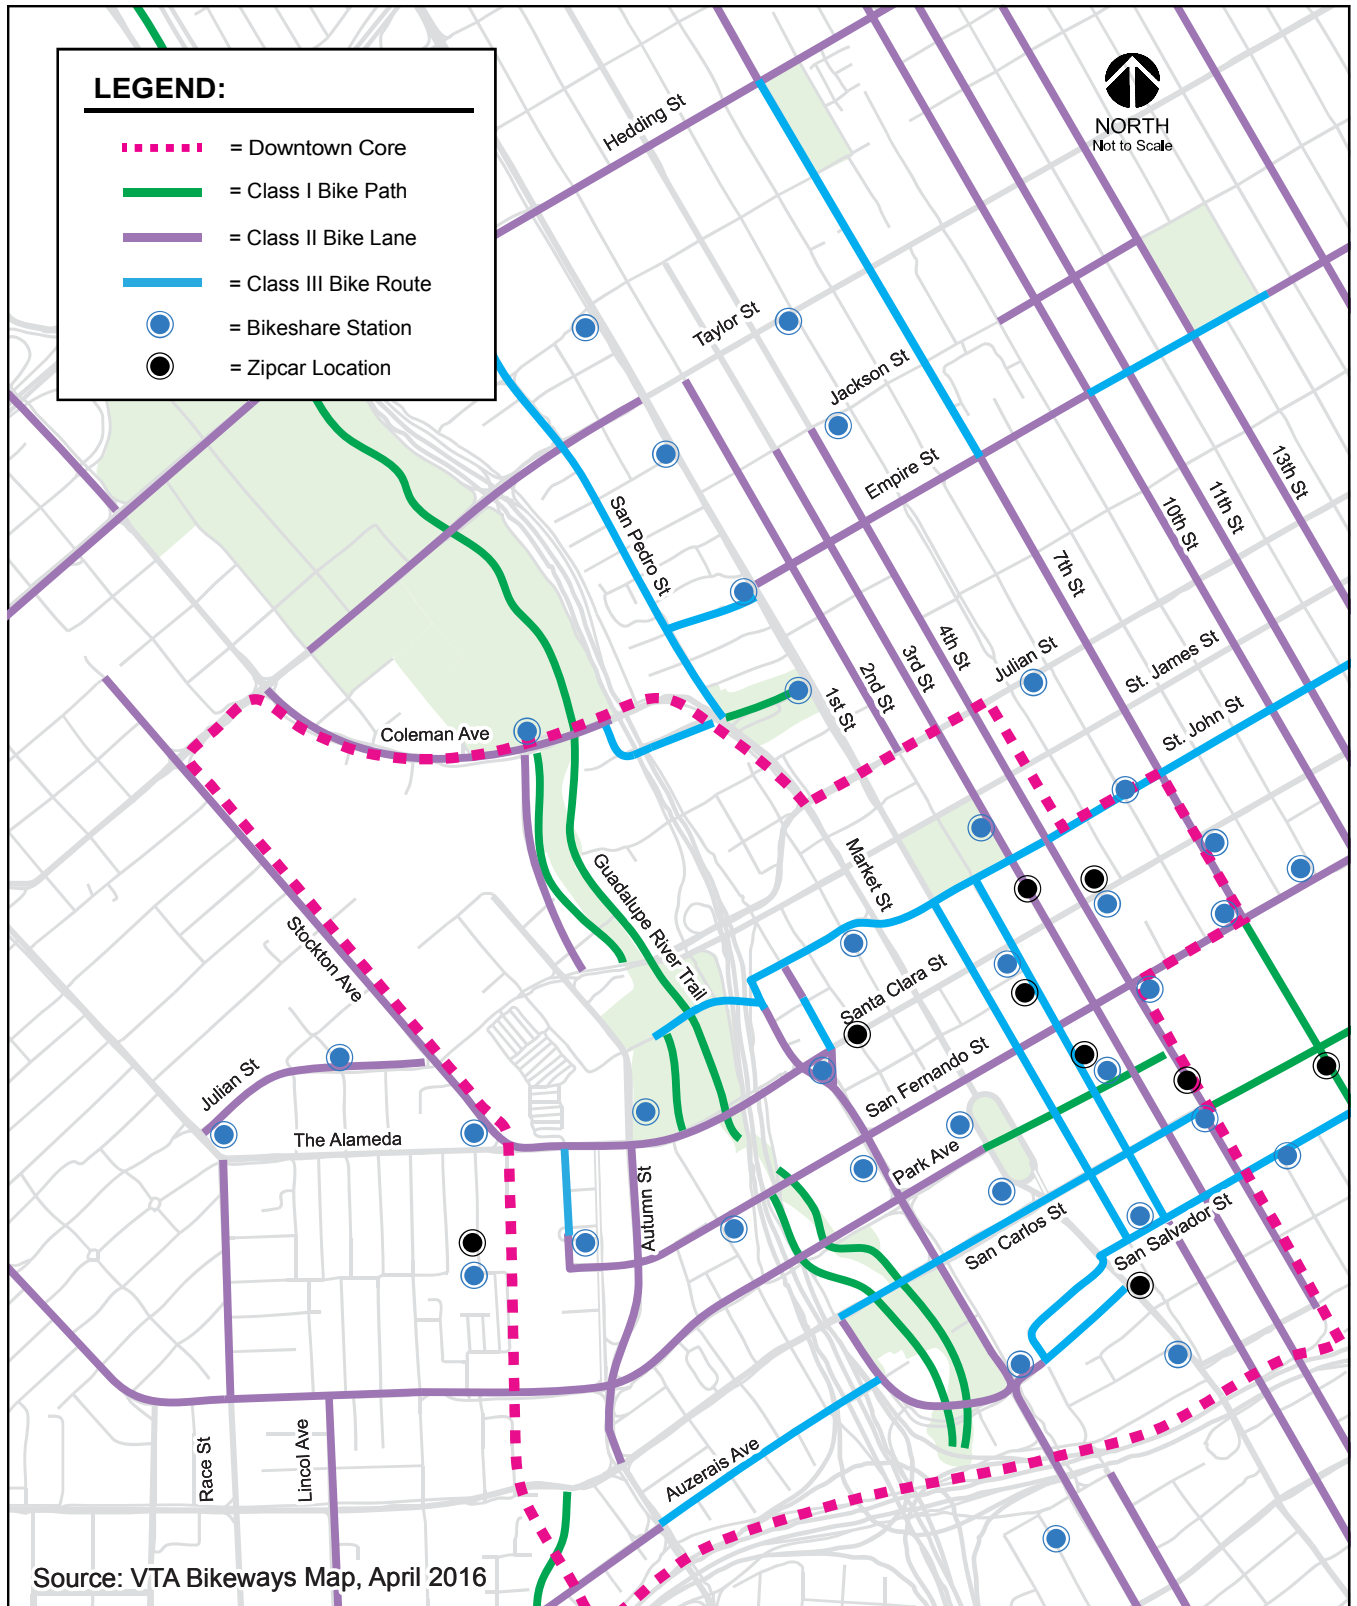 LEGEND:
= Downtown Core
= Class I Bike Path
= Class II Bike Lane
= Class III Bike Route
= Bikeshare Station
= Zipcar Location
NORTH
Not to Scale
Hedding St
Taylor St
Jackson St
Empire St
San Pedro St
13th St
11th St
10th St
7th St
4th St
3rd St
2nd St
1st St
Julian St
St. James St
St. John St
Coleman Ave
Market St
Guadalupe River Trail
Stockton Ave
Santa Clara St
San Fernando St
Julian St
The Alameda
Autumn St
Park Ave
San Carlos St
San Salvador St
Race St
Lincol Ave
Auzerais Ave
Source: VTA Bikeways Map, April 2016